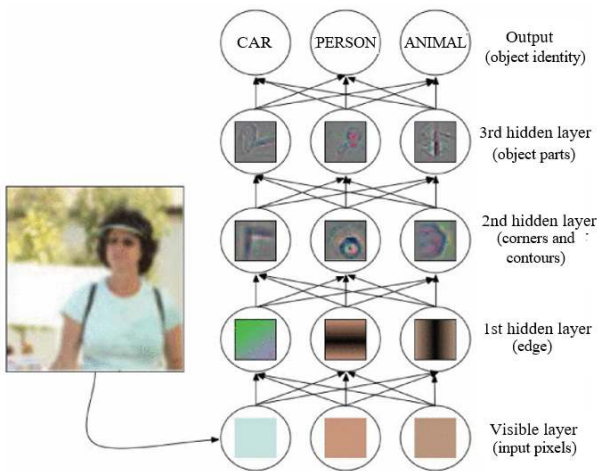 CAR
PERSON
ANIMAL
Output
(object identity)
3rd hidden layer
(object parts)
2nd hidden layer
(corners and
contours)
1st hidden layer
(edge)
Visible layer
(input pixels)